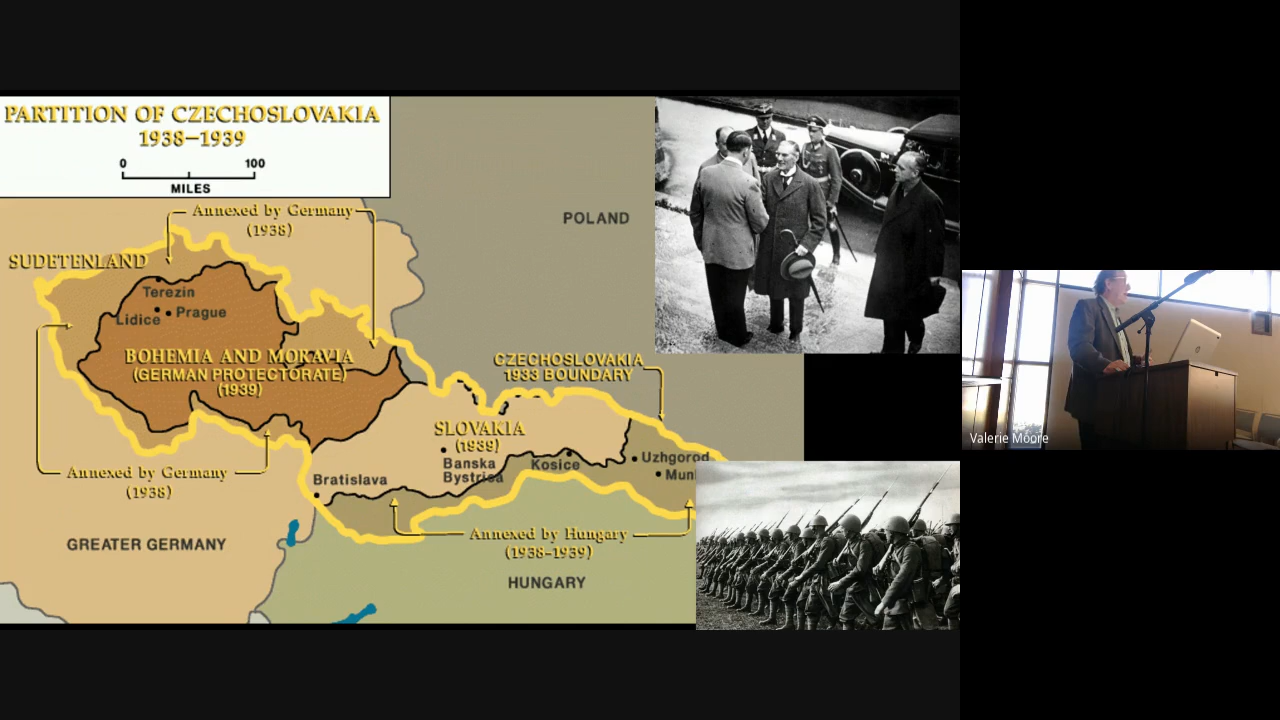 PARTITION OF CZECHOSLOVAKIA
1938–1939
0 100
MILES
Annexed by Germany
(1938)
POLAND
SUDETENLAND
Terezin
Lidice
Prague
BOHEMIA AND MORAVIA
(GERMAN PROTECTORATE)
(1939)
CZECHOSLOVAKIA
1933 BOUNDARY
SLOVAKIA
(1939)
Banska
Bystrica
Kosice
Uzhgorod
Mun
Bratislava
Annexed by Germany
(1938)
Annexed by Hungary
(1938–1939)
GREATER GERMANY
HUNGARY
Valerie Moore